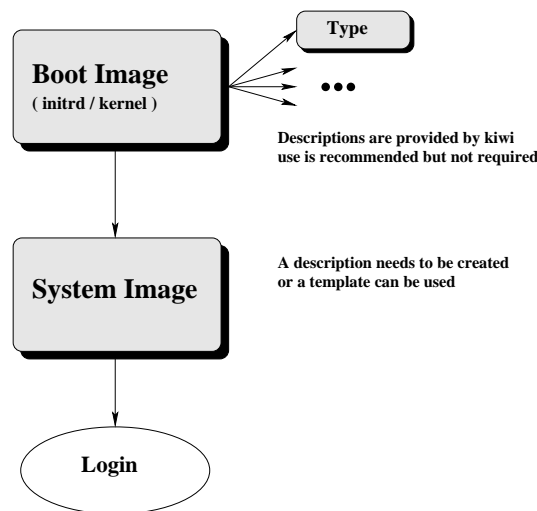 Type
Boot Image
( initrd / kernel )
Descriptions are provided by kiwi
use is recommended but not required
System Image
A description needs to be created
or a template can be used
Login